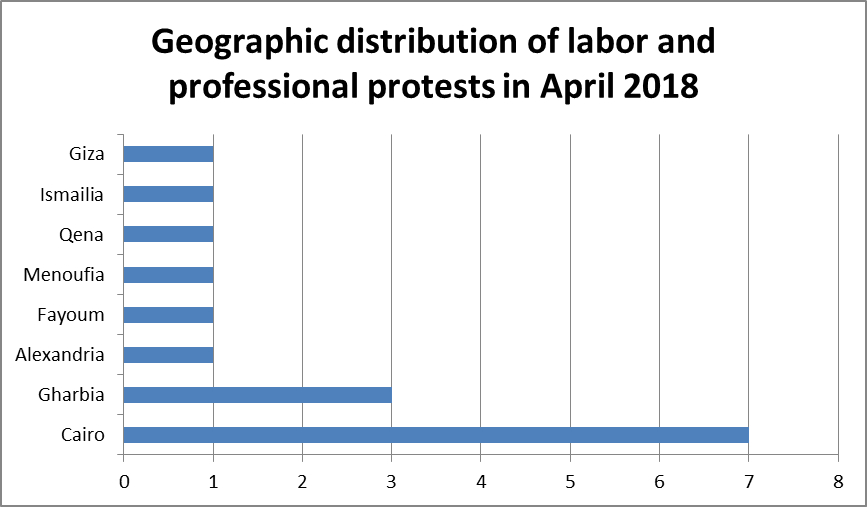 Geographic distribution of labor and
professional protests in April 2018
Giza
Ismailia
Qena
Menoufia
Fayoum
Alexandria
Gharbia
Cairo
0 1 2 3 4 5 6 7 8